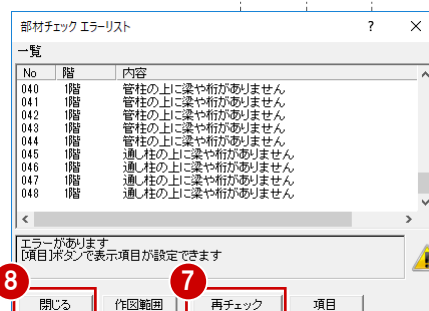 部材チェック エラーリスト ? ×
一覧
No 階 内容
040 1階 管柱の上に梁や桁がありません
041 1階 管柱の上に梁や桁がありません
042 1階 管柱の上に梁や桁がありません
043 1階 管柱の上に梁や桁がありません
044 1階 管柱の上に梁や桁がありません
045 1階 通し柱の上に梁や桁がありません
046 1階 通し柱の上に梁や桁がありません
047 1階 通し柱の上に梁や桁がありません
048 1階 通し柱の上に梁や桁がありません
エラーがあります
[項目]ボタンで表示項目が設定できます
8 7
閉じる 作図範囲 再チェック 項目